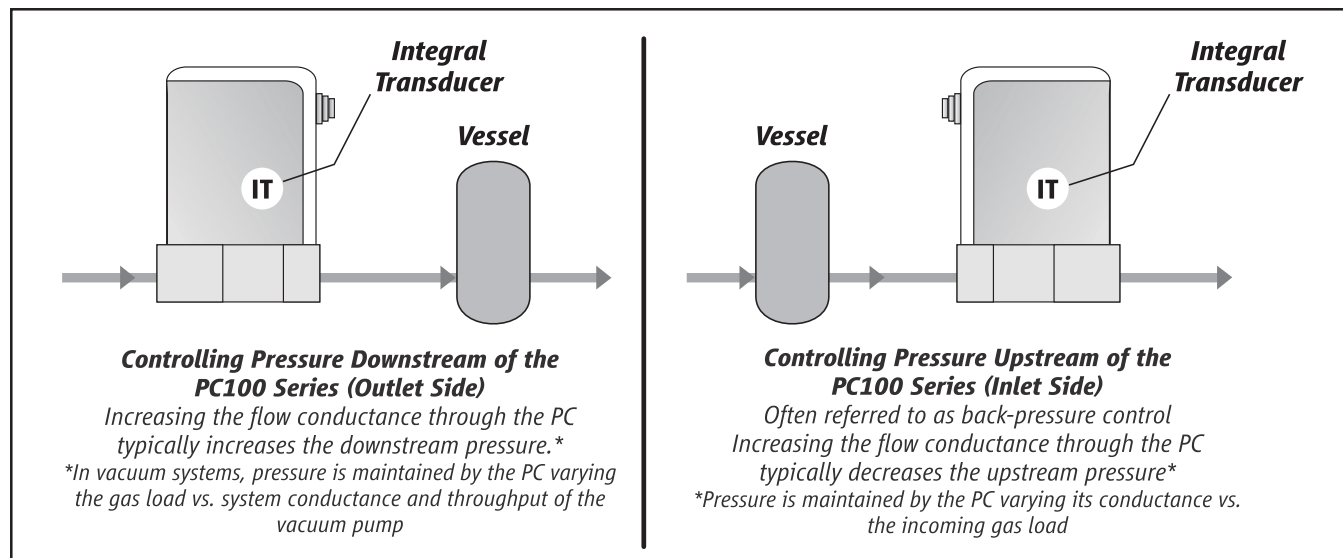 Integral
Transducer
Vessel
IT
Controlling Pressure Downstream of the
PC100 Series (Outlet Side)
Increasing the flow conductance through the PC
typically increases the downstream pressure.*
*In vacuum systems, pressure is maintained by the PC varying
the gas load vs. system conductance and throughput of the
vacuum pump
Integral
Transducer
Vessel
IT
Controlling Pressure Upstream of the
PC100 Series (Inlet Side)
Often referred to as back-pressure control
Increasing the flow conductance through the PC
typically decreases the upstream pressure*
*Pressure is maintained by the PC varying its conductance vs.
the incoming gas load